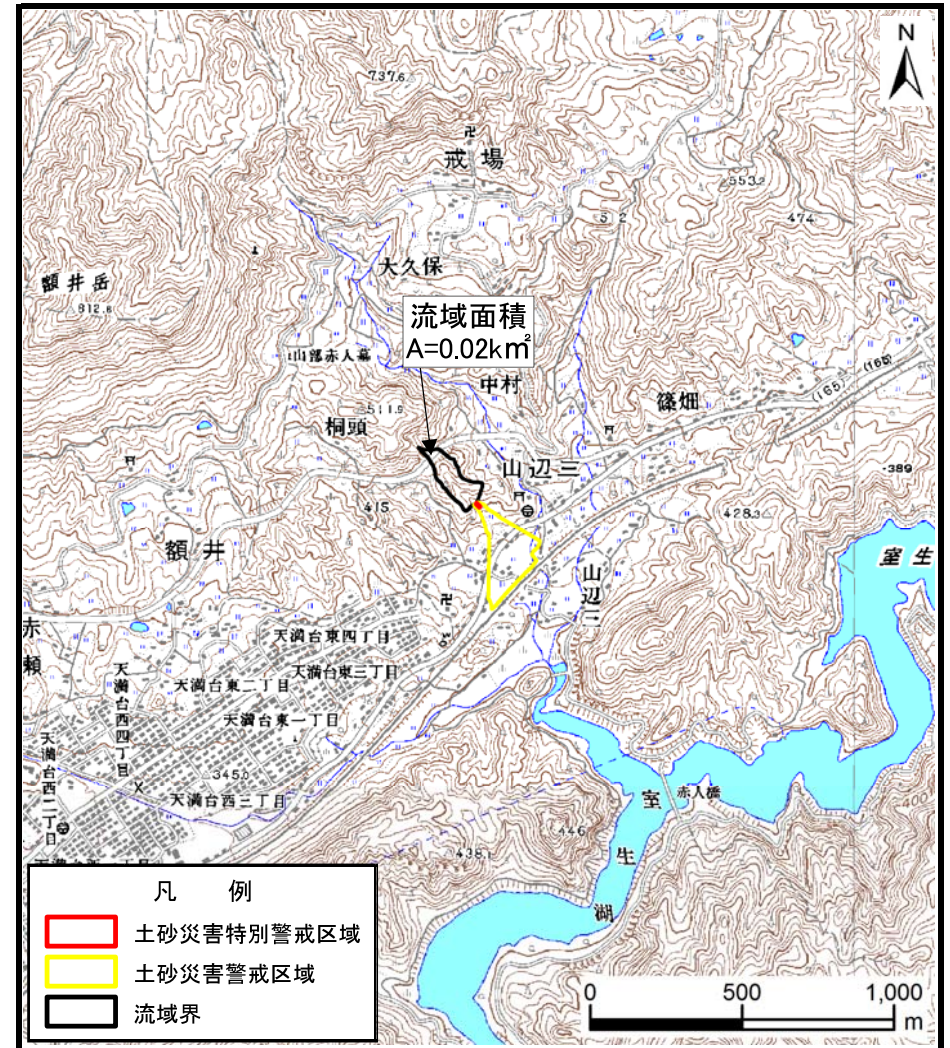 N
737.6
卍
戒場
553.2
512
474
大久保
額井岳
812.6
流域面積
A=0.02km²
山部赤人墓
中村
(165)
(165)
篠畑
511.9
桐頭
山辺三
389
415
428.3
額井
室生
山辺三
赤
瀬
卍
天満台東四丁目
天満台東三丁目
天満台東二丁目
天満台西四丁目
天満台東一丁目
天満台西二丁目
345.0
天満台西三丁目
赤人橋
室生湖
400
446
438.1
凡 例
土砂災害特別警戒区域
土砂災害警戒区域
流域界
0 500 1,000
m